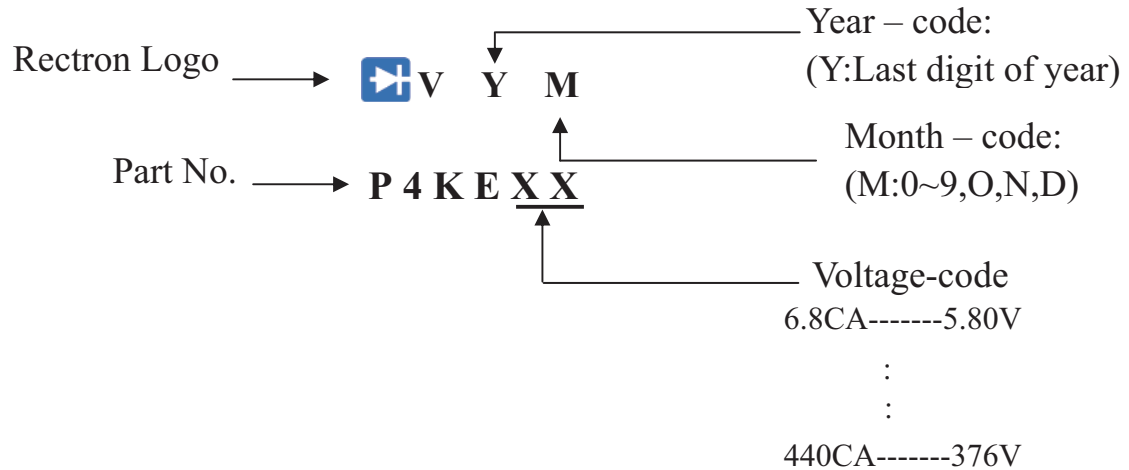 Year – code:
(Y:Last digit of year)
Rectron Logo
V Y M
Month – code:
(M:0~9,O,N,D)
Part No.
P4KEXX
Voltage-code
6.8CA-------5.80V
:
:
440CA-------376V